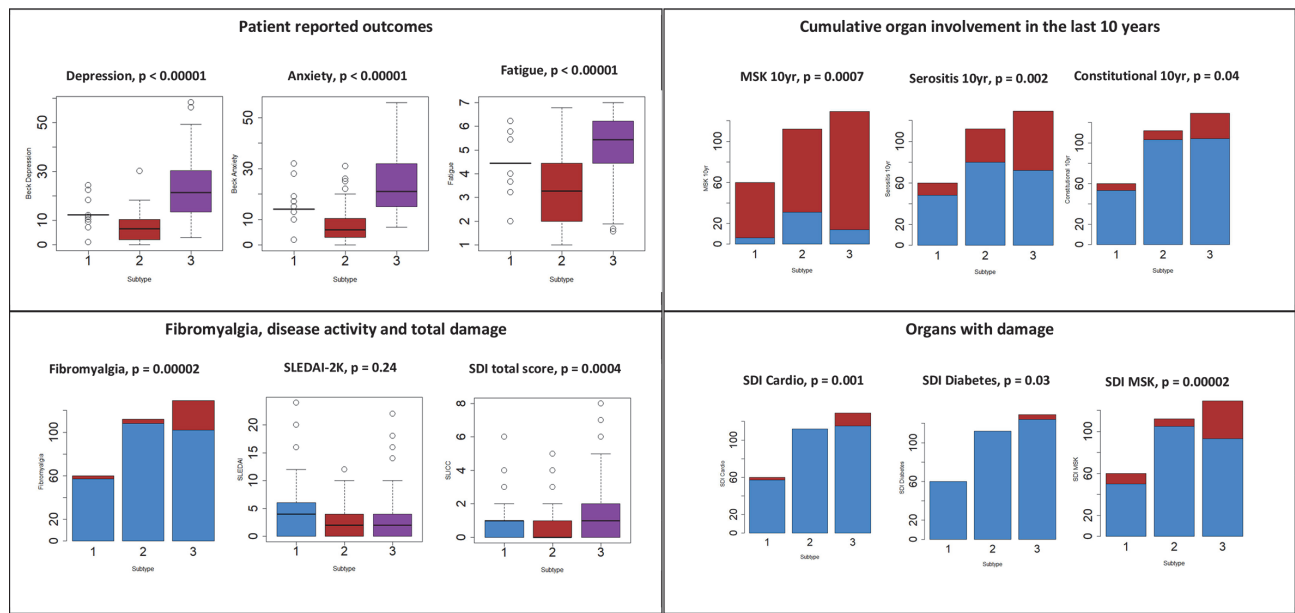 Patient reported outcomes
Depression, p < 0.00001
Anxiety, p < 0.00001
Fatigue, p < 0.00001
Beck Depression
50
30
10
0
1
2
3
Subtype
Beck Anxiety
50
30
10
0
1
2
3
Subtype
Fatigue
7
6
5
4
3
2
1
1
2
3
Subtype
Cumulative organ involvement in the last 10 years
MSK 10yr, p = 0.0007
Serositis 10yr, p = 0.002
Constitutional 10yr, p = 0.04
MSK 10yr
100
60
20
0
1
2
3
Subtype
Serositis 10yr
100
60
20
0
1
2
3
Subtype
Constitutional 10yr
100
60
20
0
1
2
3
Subtype
Fibromyalgia, disease activity and total damage
Fibromyalgia, p = 0.00002
SLEDAI-2K, p = 0.24
SDI total score, p = 0.0004
Fibromyalgia
100
60
20
0
1
2
3
Subtype
SLEDAI
20
15
10
5
0
1
2
3
Subtype
SLICC
8
6
4
2
0
1
2
3
Subtype
Organs with damage
SDI Cardio, p = 0.001
SDI Diabetes, p = 0.03
SDI MSK, p = 0.00002
SDI Cardio
100
60
20
0
1
2
3
Subtype
SDI Diabetes
100
60
20
0
1
2
3
Subtype
SDI MSK
100
60
20
0
1
2
3
Subtype